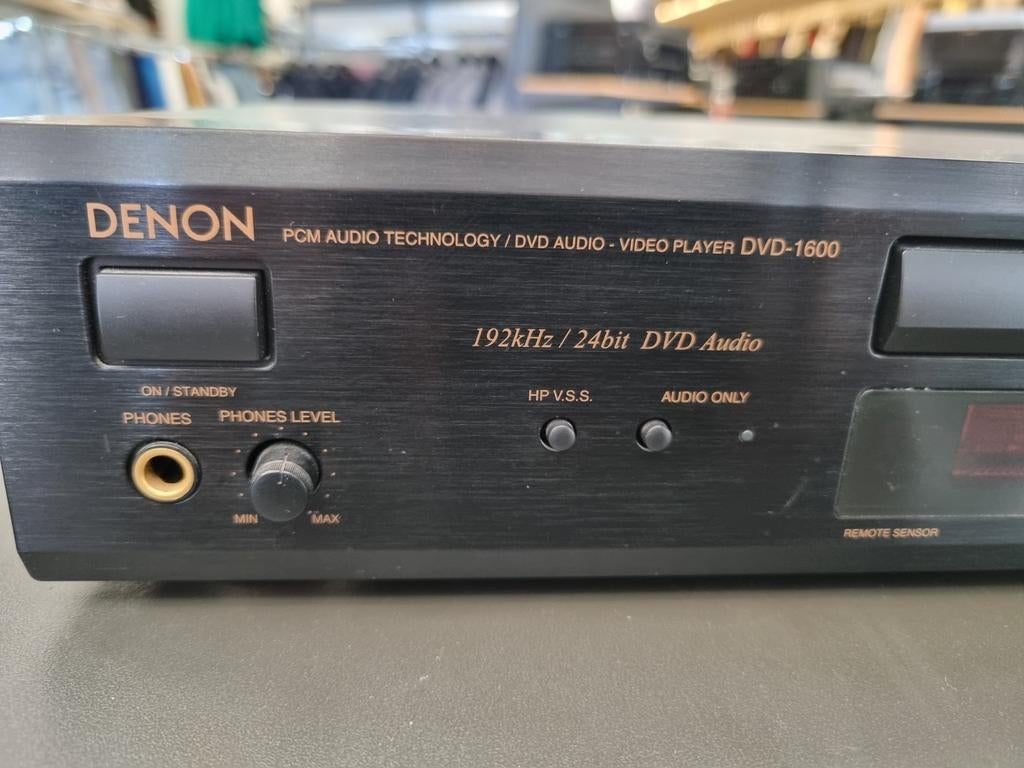 DENON PCM AUDIO TECHNOLOGY / DVD AUDIO - VIDEO PLAYER DVD-1600
192kHz / 24bit DVD Audio
ON / STANDBY
HP V.S.S.
AUDIO ONLY
PHONES
PHONES LEVEL
MIN
MAX
REMOTE SENSOR